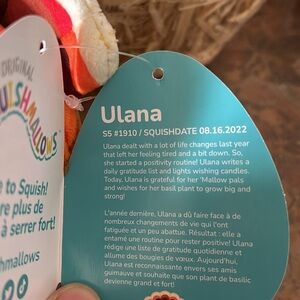 ORIGINAL
UISHMALLOWS
e to Squish!
re plus de
à serrer fort!
hmallows
Ulana
S5 #1910 / SQUISHDATE 08.16.2022
Ulana dealt with a lot of life changes last year
that left her feeling tired and a bit down. So,
she started a positivity routine! Ulana writes a
daily gratitude list and lights wishing candles.
Today, Ulana is grateful for her 'Mallow pals
and wishes for her basil plant to grow big and
strong!
L'année dernière, Ulana a dû faire face à de
nombreux changements de vie qui l'ont
fatiguée et un peu abattue. Résultat : elle a
entamé une routine pour rester positive! Ulana
rédige une liste de gratitude quotidienne et
allume des bougies de vœux. Aujourd'hui,
Ulana est reconnaissante envers ses amis
guimauve et souhaite que son plant de basilic
devienne grand et fort!